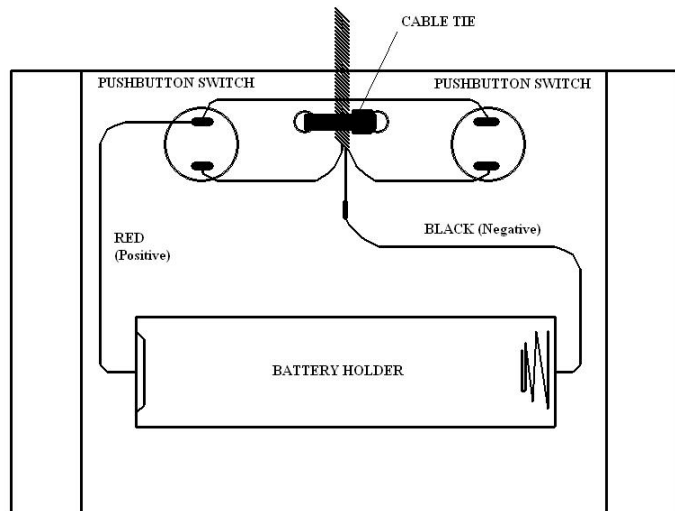 CABLE TIE
PUSHBUTTON SWITCH
PUSHBUTTON SWITCH
RED
(Positive)
BLACK (Negative)
BATTERY HOLDER